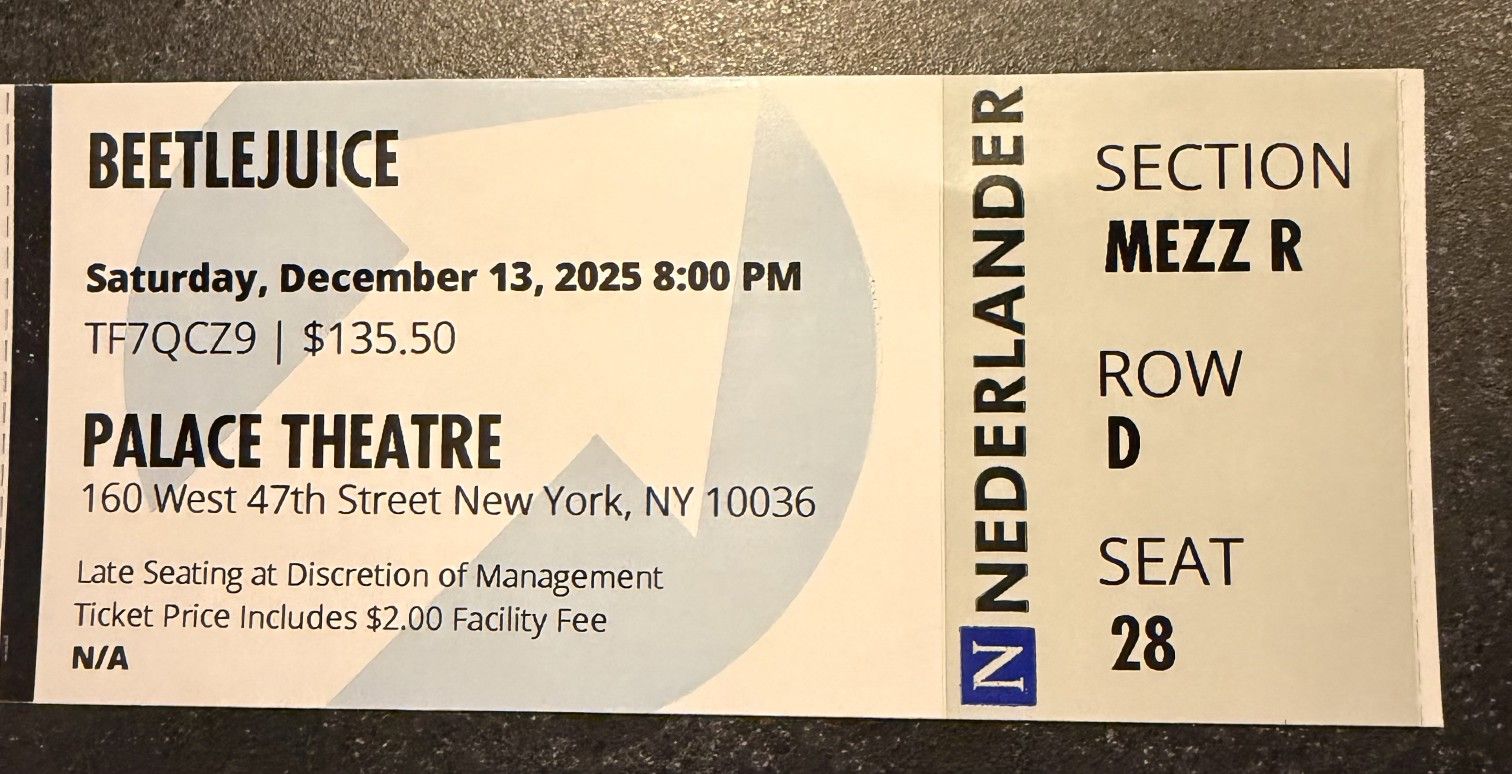 BEETLEJUICE
Saturday, December 13, 2025 8:00 PM
TF7QCZ9 | $135.50
PALACE THEATRE
160 West 47th Street New York, NY 10036
Late Seating at Discretion of Management
Ticket Price Includes $2.00 Facility Fee
N/A
N NEDERLANDER
SECTION
MEZZ R
ROW
D
SEAT
28